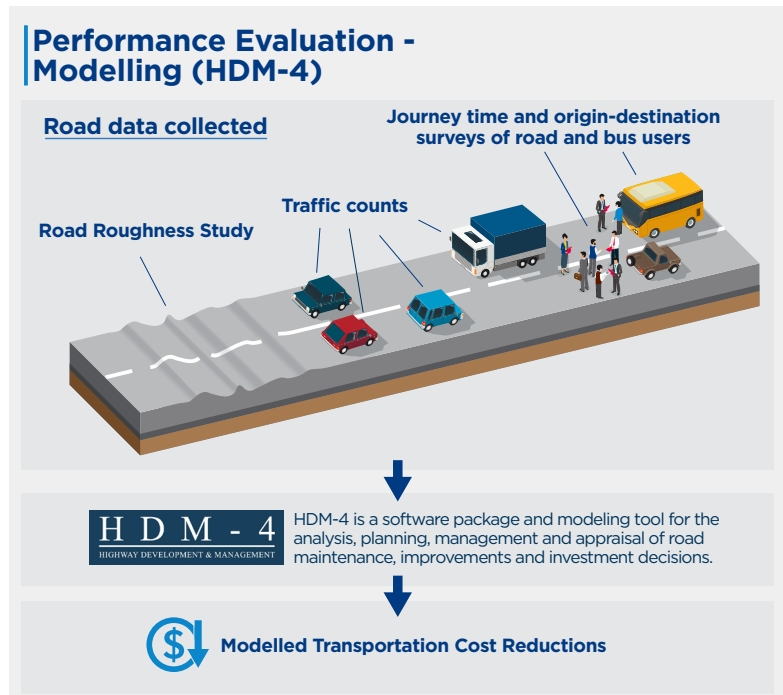 Performance Evaluation -
Modelling (HDM-4)
Road data collected
Journey time and origin-destination
surveys of road and bus users
Traffic counts
Road Roughness Study
HDM-4
HIGHWAY DEVELOPMENT & MANAGEMENT
HDM-4 is a software package and modeling tool for the
analysis, planning, management and appraisal of road
maintenance, improvements and investment decisions.
$
Modelled Transportation Cost Reductions